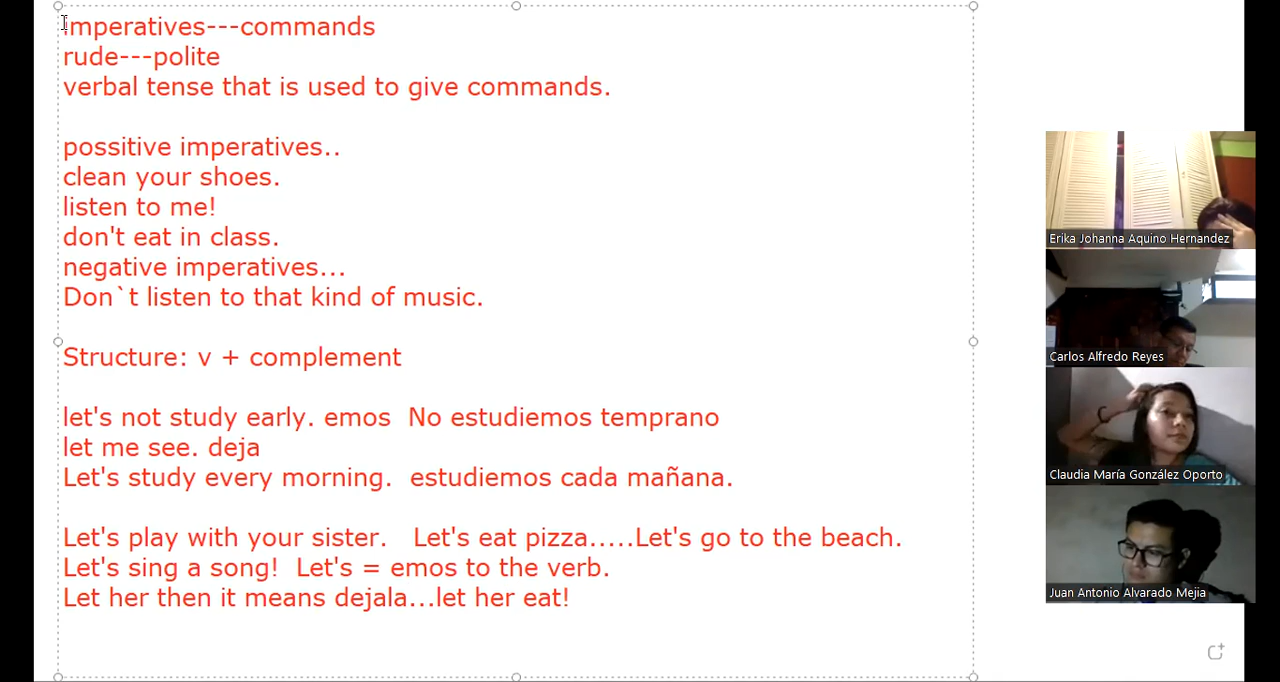 imperatives---commands
rude---polite
verbal tense that is used to give commands.
possitive imperatives..
clean your shoes.
listen to me!
don't eat in class.
negative imperatives...
Don`t listen to that kind of music.
Structure: v + complement
let's not study early. emos  No estudiemos temprano
let me see. deja
Let's study every morning.  estudiemos cada mañana.
Let's play with your sister.   Let's eat pizza.....Let's go to the beach.
Let's sing a song!  Let's = emos to the verb.
Let her then it means dejala...let her eat!
Erika Johanna Aquino Hernandez
Carlos Alfredo Reyes
Claudia María González Oporto
Juan Antonio Alvarado Mejia